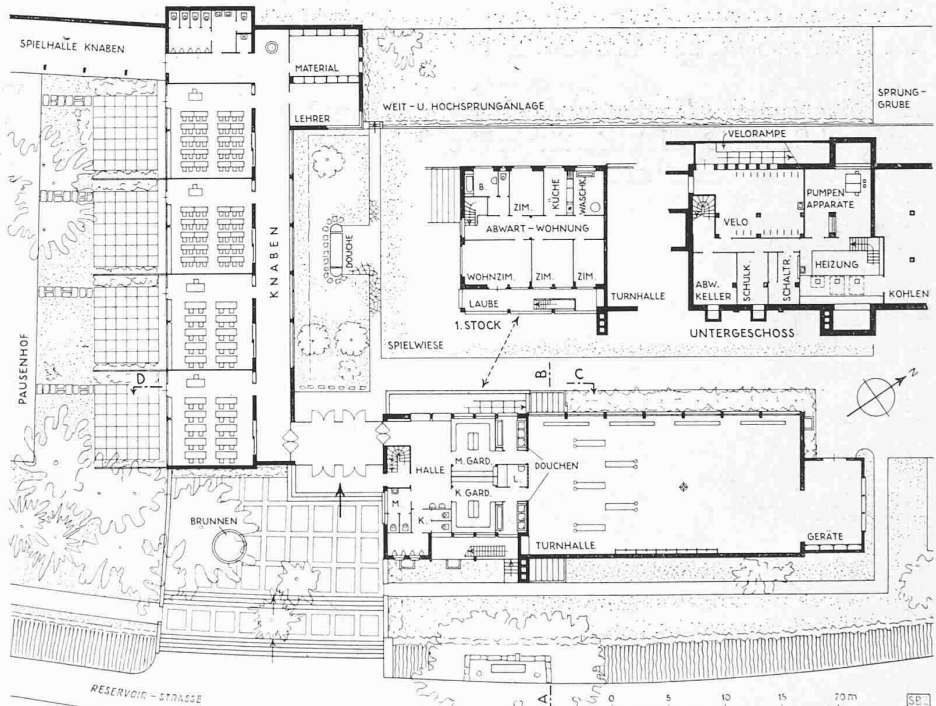 SPIELHALLE KNABEN
MATERIAL
LEHRER
WEIT - U. HOCHSPRUNGANLAGE
SPRUNG-
GRUBE
VELORAMPE
KNABEN
DOUCHE
B.
ZIM.
KÜCHE
WASCHK.
ABWART - WOHNUNG
WOHNZIM.
ZIM.
ZIM.
LAUBE
1. STOCK
TURNHALLE
SPIELWIESE
PUMPEN
APPARATE
VELO
HEIZUNG
ABW.
KELLER
SCHULK.
SCHALTR.
KOHLEN
UNTERGESCHOSS
PAUSENHOF
D
B
C
N
HALLE
M. GARD.
DOUCHEN
L.
K. GARD.
M.
K.
BRUNNEN
TURNHALLE
GERÄTE
RESERVOIR - STRASSE
A
0 5 10 15 20 m
SBZ